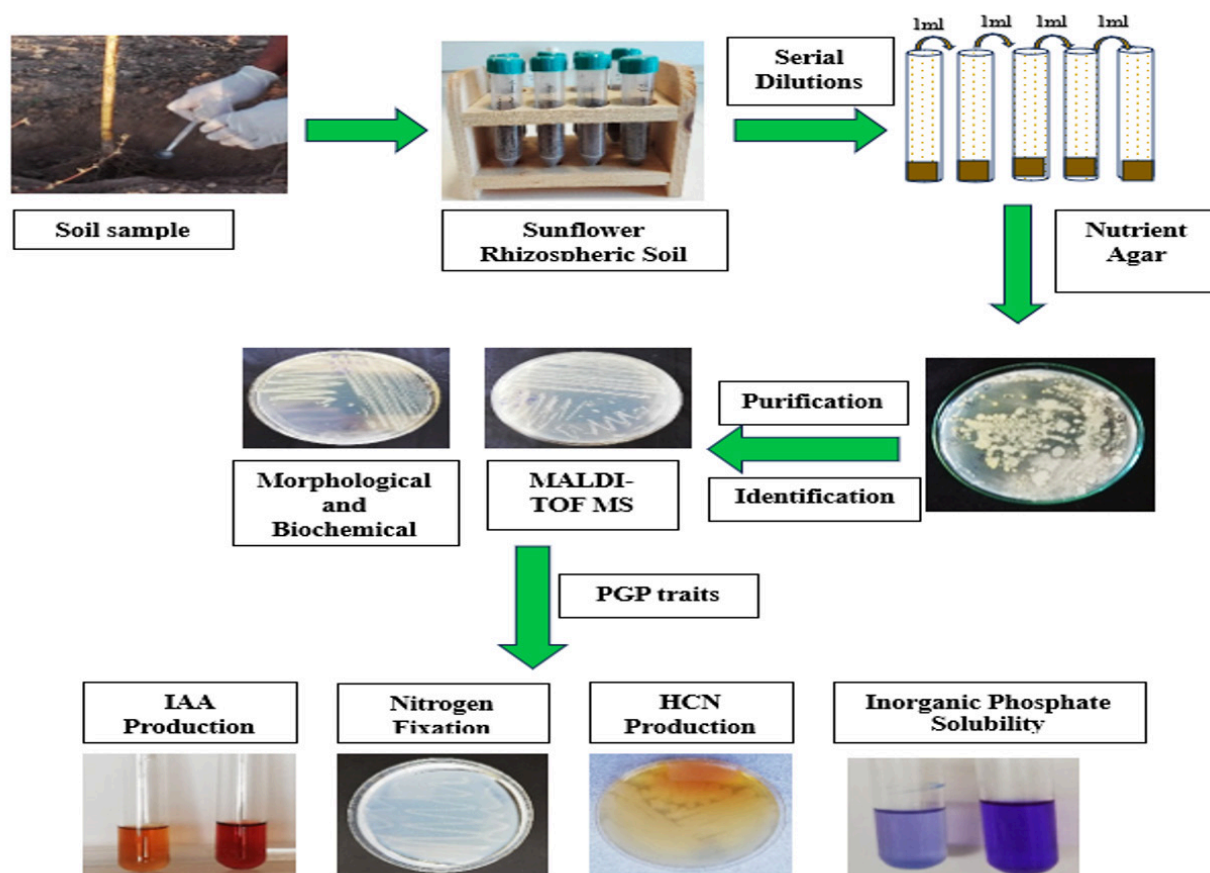 Soil sample
Sunflower
Rhizospheric Soil
Serial
Dilutions
1ml
1ml
1ml
1ml
Nutrient
Agar
Purification
Identification
MALDI-
TOF MS
Morphological
and
Biochemical
PGP traits
IAA
Production
Nitrogen
Fixation
HCN
Production
Inorganic Phosphate
Solubility